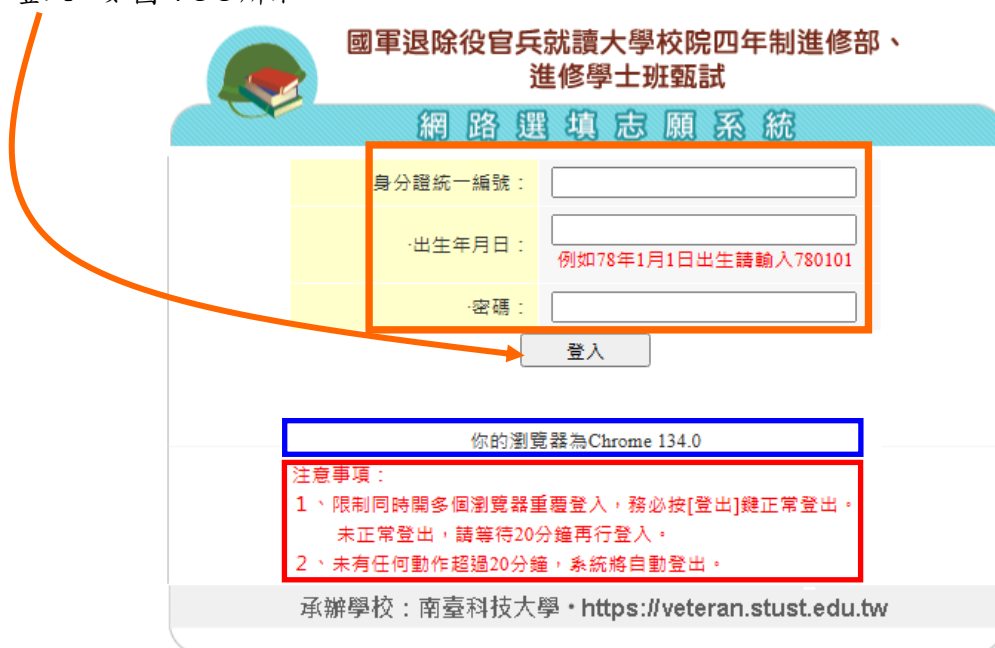 國軍退除役官兵就讀大學校院四年制進修部、
進修學士班甄試
網路選填志願系統
身分證統一編號：
·出生年月日：
例如78年1月1日出生請輸入780101
·密碼：
登入
你的瀏覽器為Chrome 134.0
注意事項：
１、限制同時開多個瀏覽器重覆登入，務必按[登出]鍵正常登出。
未正常登出，請等待20分鐘再行登入。
２、未有任何動作超過20分鐘，系統將自動登出。
承辦學校：南臺科技大學・https://veteran.stust.edu.tw